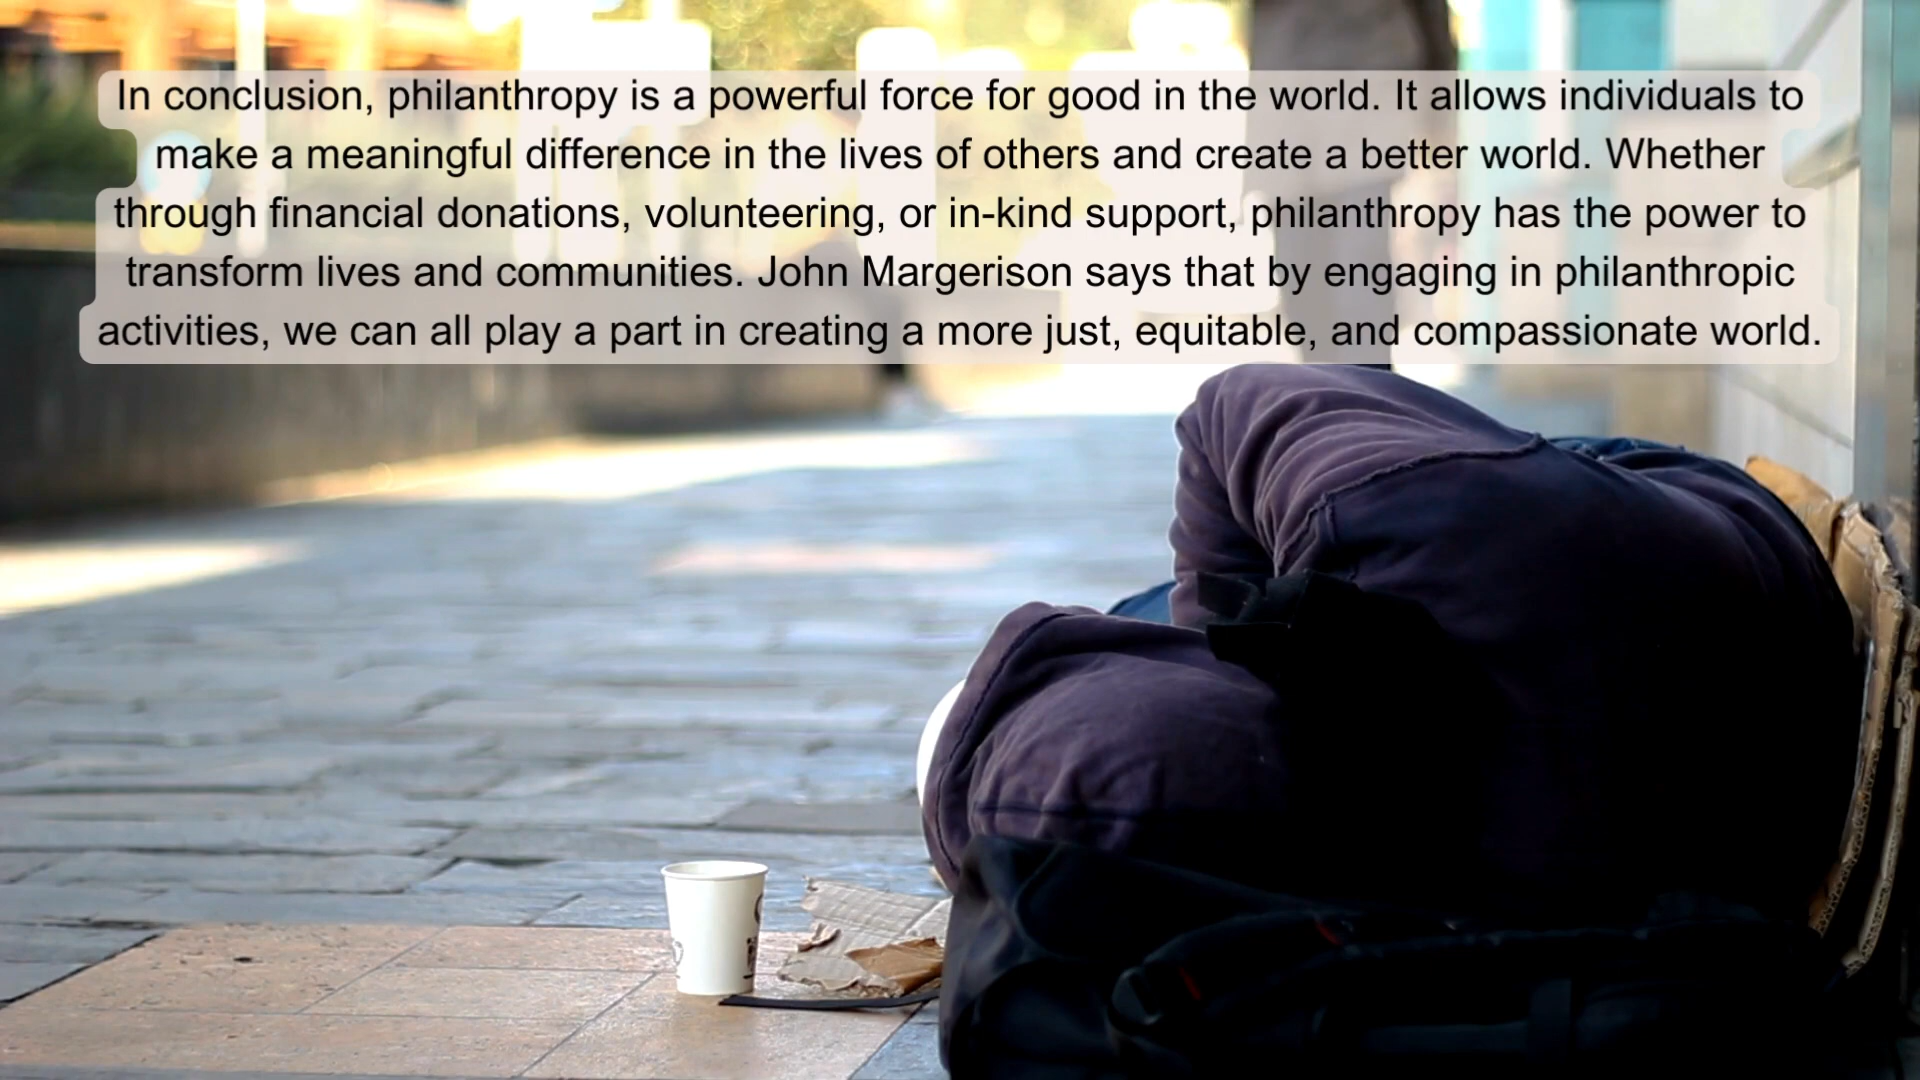 In conclusion, philanthropy is a powerful force for good in the world. It allows individuals to
make a meaningful difference in the lives of others and create a better world. Whether
through financial donations, volunteering, or in-kind support, philanthropy has the power to
transform lives and communities. John Margerison says that by engaging in philanthropic
activities, we can all play a part in creating a more just, equitable, and compassionate world.